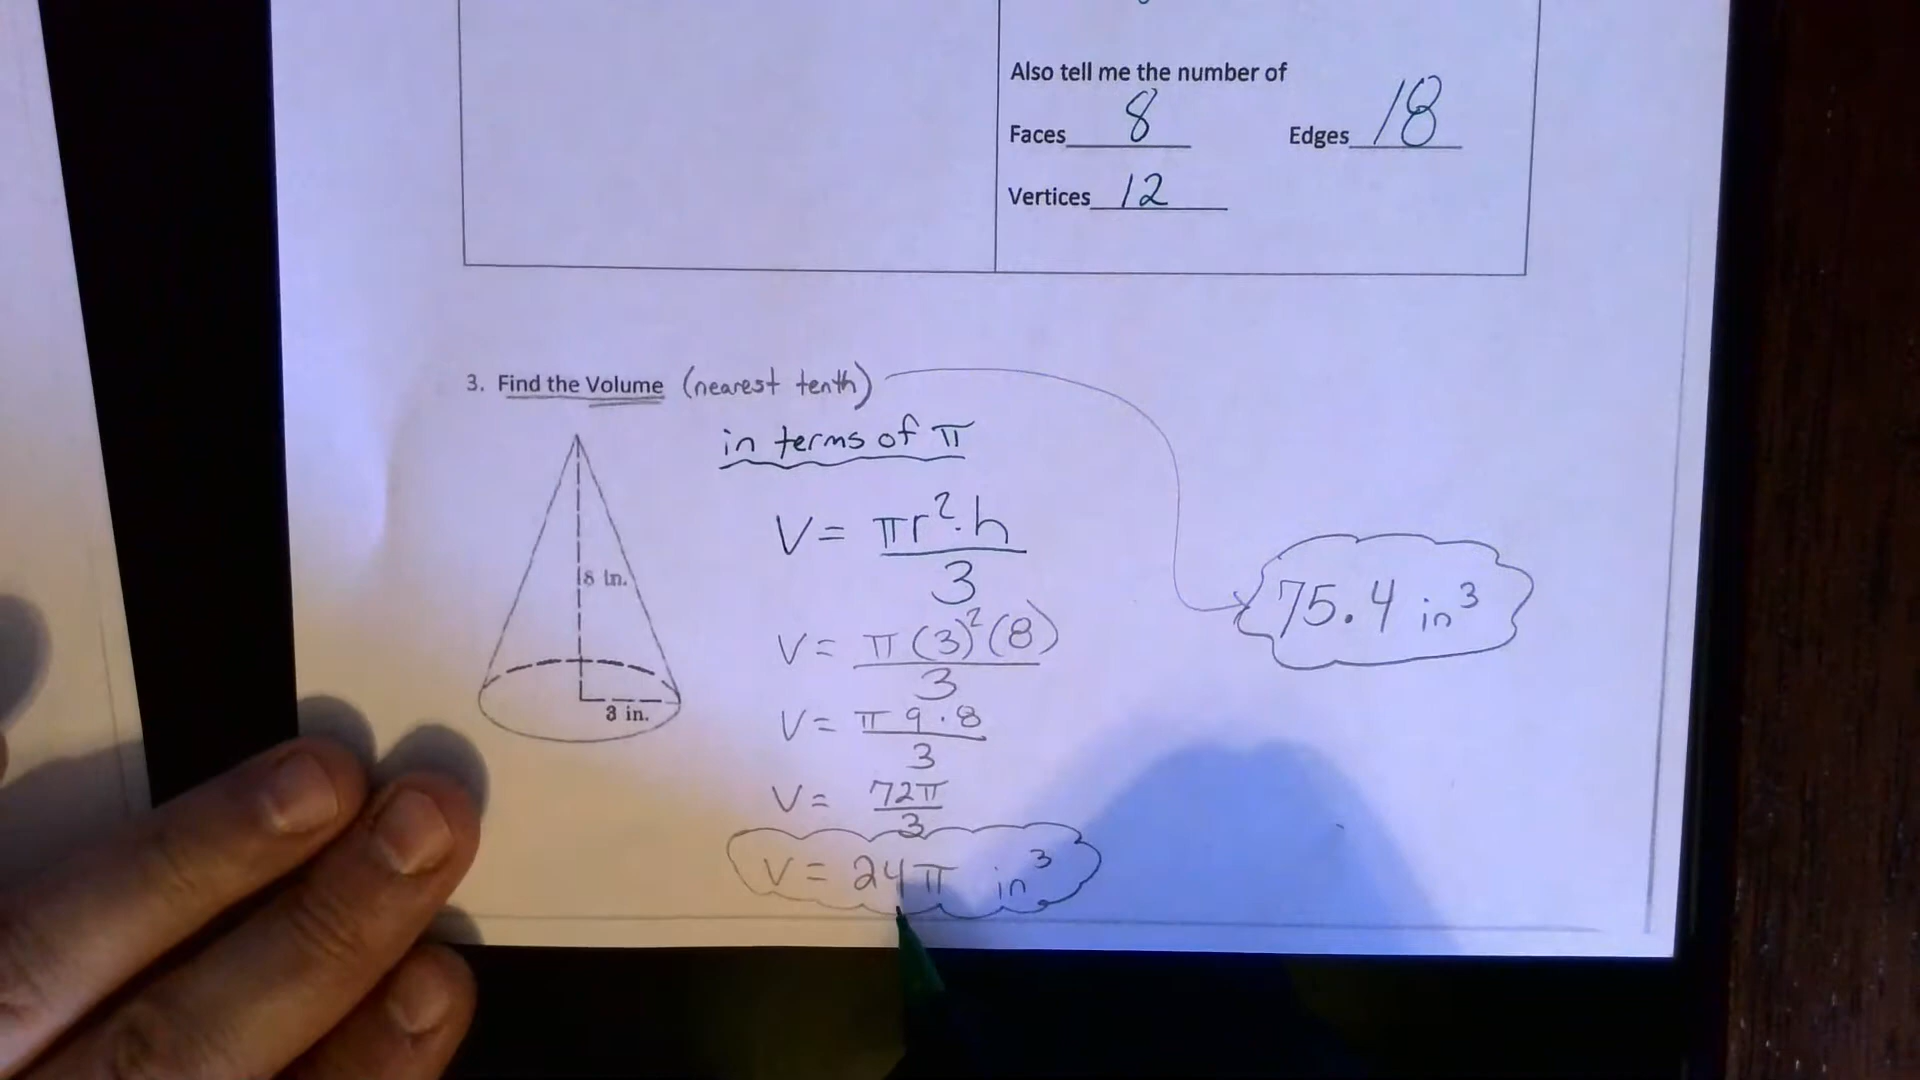 Also tell me the number of
Faces 8 Edges 18
Vertices 12
3. Find the Volume (nearest tenth)
in terms of π
V = πr²·h
3
8 in.
V = π(3)²(8)
3
75.4 in³
3 in.
V = π 9·8
3
V = 72π
3
V = 24π in³